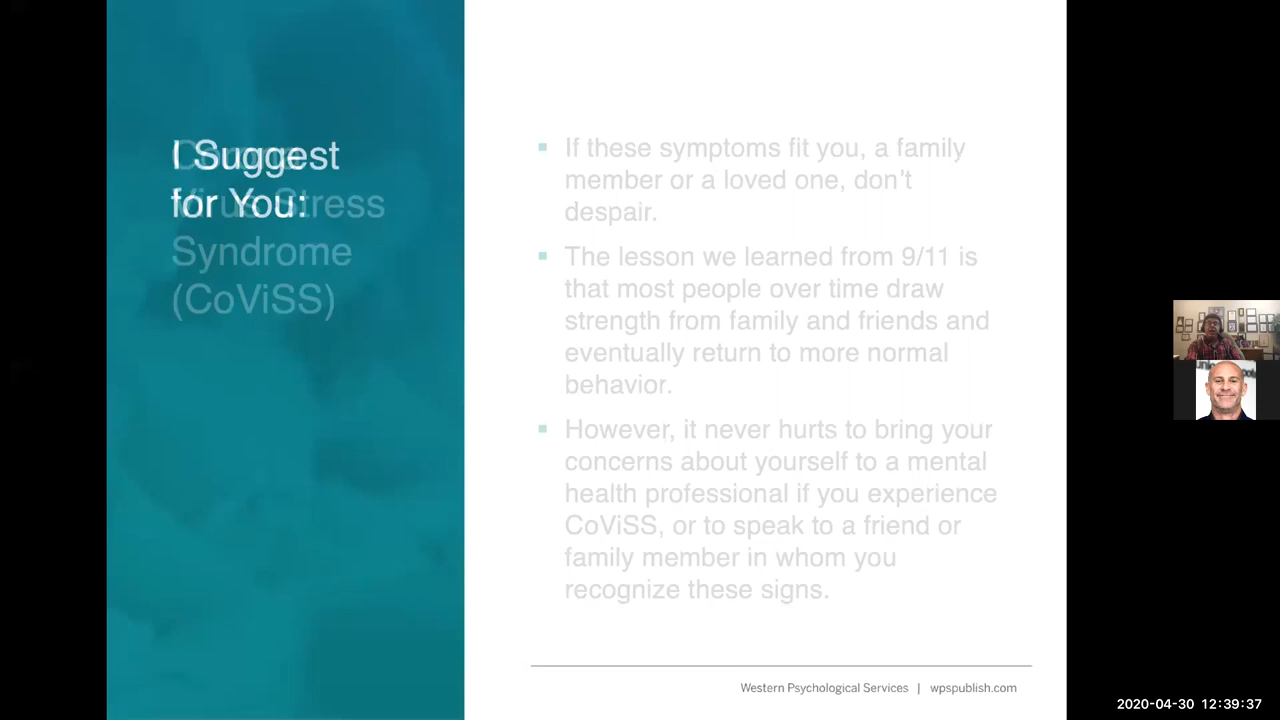 I Suggest
for You:
Corona
Virus Stress
Syndrome
(CoViSS)
If these symptoms fit you, a family
member or a loved one, don't
despair.
The lesson we learned from 9/11 is
that most people over time draw
strength from family and friends and
eventually return to more normal
behavior.
However, it never hurts to bring your
concerns about yourself to a mental
health professional if you experience
CoViSS, or to speak to a friend or
family member in whom you
recognize these signs.
Western Psychological Services | wpspublish.com
2020-04-30 12:39:37